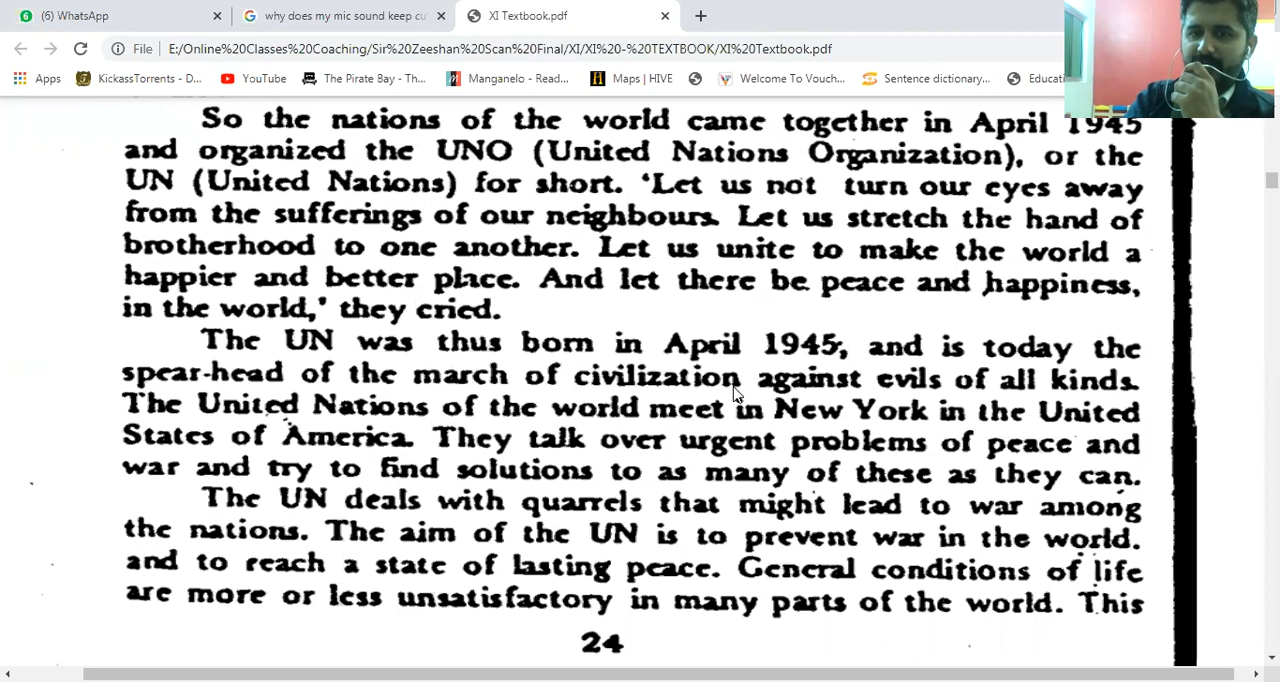 (6) WhatsApp
why does my mic sound keep cu
XI Textbook.pdf
File
E:/Online%20Classes%20Coaching/Sir%20Zeeshan%20Scan%20Final/XI/XI%20-%20TEXTBOOK/XI%20Textbook.pdf
Apps
KickassTorrents - D...
YouTube
The Pirate Bay - Th...
Manganelo - Read...
Maps | HIVE
Welcome To Vouch...
Sentence dictionary...
Educati
So the nations of the world came together in April 1945
and organized the UNO (United Nations Organization), or the
UN (United Nations) for short. 'Let us not turn our eyes away
from the sufferings of our neighbours. Let us stretch the hand of
brotherhood to one another. Let us unite to make the world a
happier and better place. And let there be peace and happiness,
in the world,' they cried.
The UN was thus born in April 1945, and is today the
spear-head of the march of civilization against evils of all kinds.
The United Nations of the world meet in New York in the United
States of America. They talk over urgent problems of peace and
war and try to find solutions to as many of these as they can.
The UN deals with quarrels that might lead to war among
the nations. The aim of the UN is to prevent war in the world.
and to reach a state of lasting peace. General conditions of life
are more or less unsatisfactory in many parts of the world. This
24